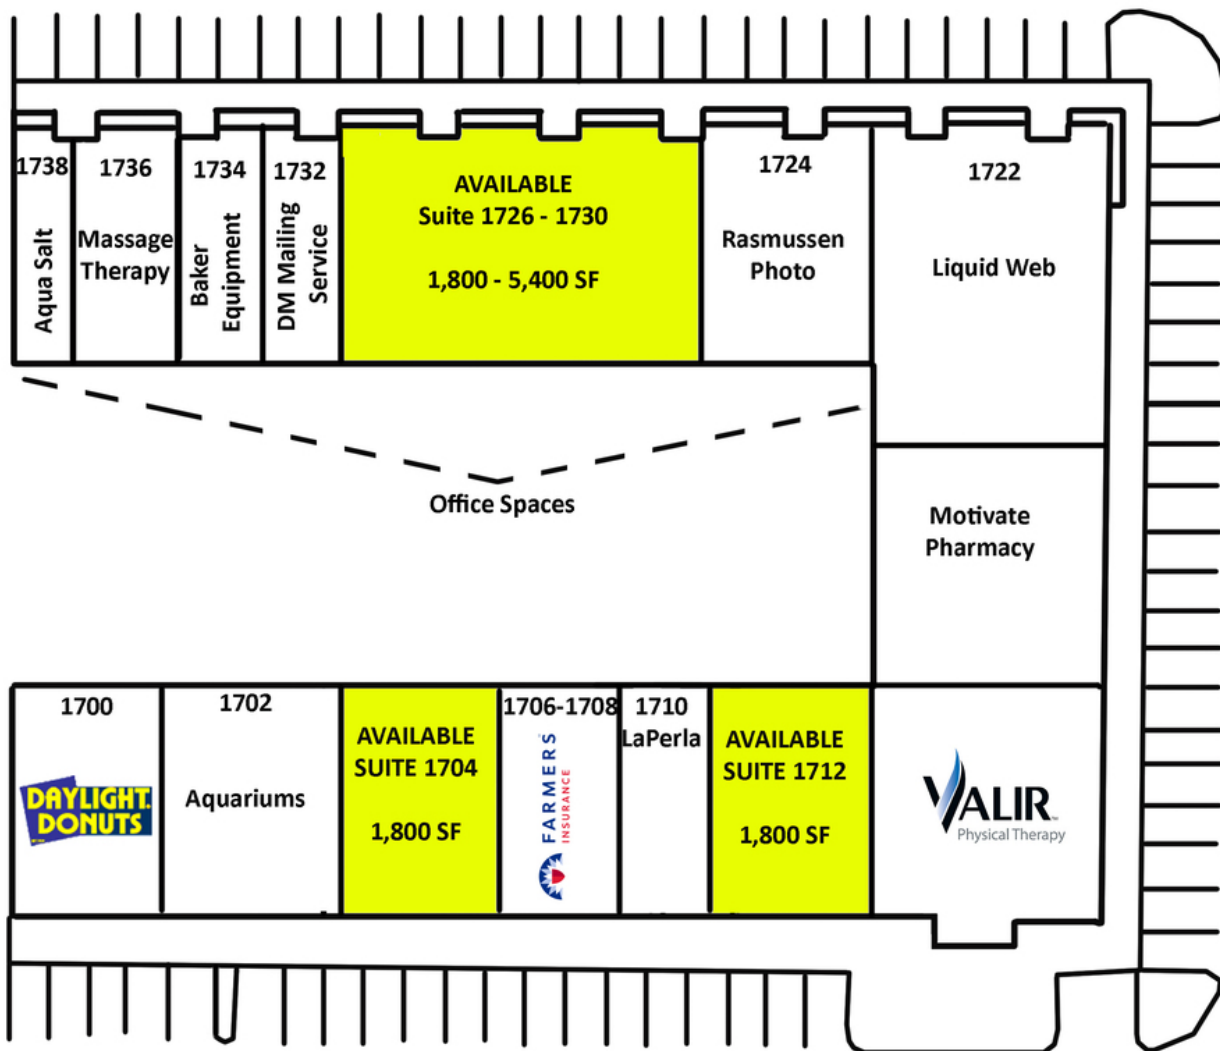 1738
Aqua Salt
1736
Massage
Therapy
1734
Baker
Equipment
1732
DM Mailing
Service
AVAILABLE
Suite 1726 - 1730
1,800 - 5,400 SF
1724
Rasmussen
Photo
1722
Liquid Web
Office Spaces
Motivate
Pharmacy
1700
DAYLIGHT
DONUTS
1702
Aquariums
AVAILABLE
SUITE 1704
1,800 SF
1706-1708
FARMERS
INSURANCE
1710
LaPerla
AVAILABLE
SUITE 1712
1,800 SF
VALIR
Physical Therapy